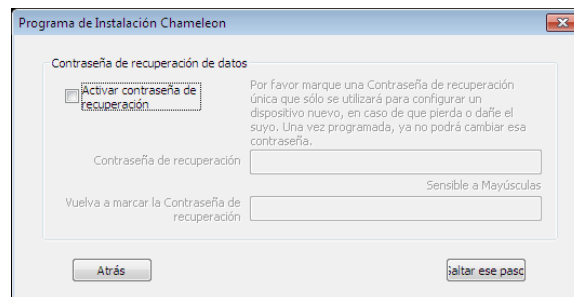 Programa de Instalación Chameleon
Contraseña de recuperación de datos
Activar contraseña de
recuperación
Por favor marque una Contraseña de recuperación
única que sólo se utilizará para configurar un
dispositivo nuevo, en caso de que pierda o dañe el
suyo. Una vez programada, ya no podrá cambiar esa
contraseña.
Contraseña de recuperación
Sensible a Mayúsculas
Vuelva a marcar la Contraseña de
recuperación
Atrás
Saltar ese paso